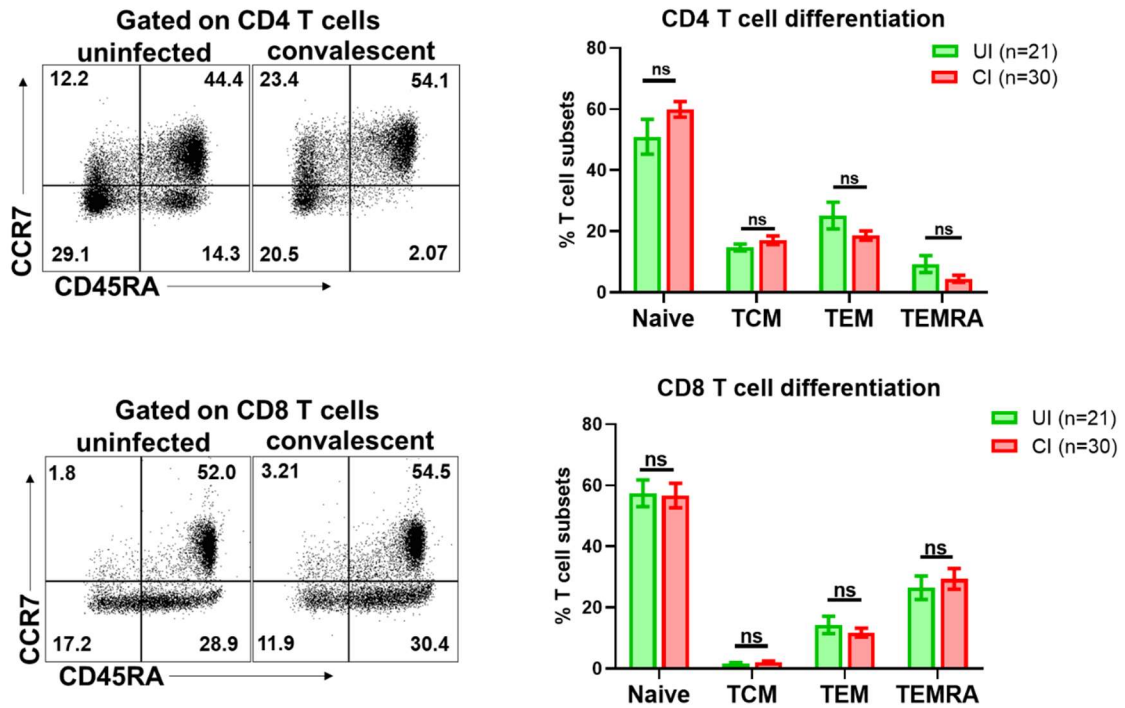 Gated on CD4 T cells
uninfected convalescent
12.2 44.4 23.4 54.1
29.1 14.3 20.5 2.07
CCR7
CD45RA
CD4 T cell differentiation
UI (n=21)
CI (n=30)
80
60
40
20
0
% T cell subsets
ns
ns
ns
ns
Naive TCM TEM TEMRA
Gated on CD8 T cells
uninfected convalescent
1.8 52.0 3.21 54.5
17.2 28.9 11.9 30.4
CCR7
CD45RA
CD8 T cell differentiation
UI (n=21)
CI (n=30)
80
60
40
20
0
% T cell subsets
ns
ns
ns
ns
Naive TCM TEM TEMRA